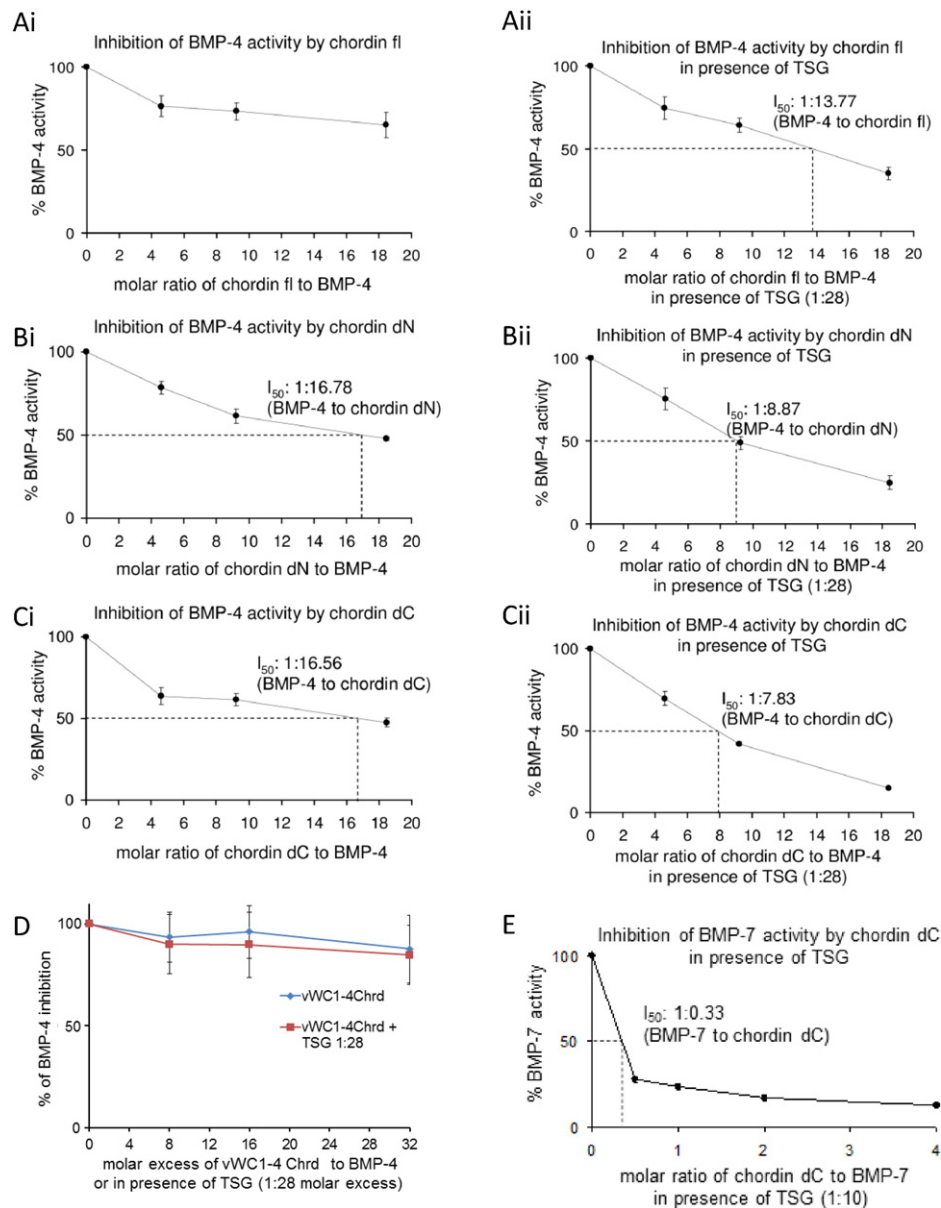 Ai
Inhibition of BMP-4 activity by chordin fl
100
50
0
% BMP-4 activity
0 2 4 6 8 10 12 14 16 18 20
molar ratio of chordin fl to BMP-4
Aii
Inhibition of BMP-4 activity by chordin fl
in presence of TSG
100
50
0
% BMP-4 activity
I50: 1:13.77
(BMP-4 to chordin fl)
0 2 4 6 8 10 12 14 16 18 20
molar ratio of chordin fl to BMP-4
in presence of TSG (1:28)
Bi
Inhibition of BMP-4 activity by chordin dN
100
50
0
% BMP-4 activity
I50: 1:16.78
(BMP-4 to chordin dN)
0 2 4 6 8 10 12 14 16 18 20
molar ratio of chordin dN to BMP-4
Bii
Inhibition of BMP-4 activity by chordin dN
in presence of TSG
100
50
0
% BMP-4 activity
I50: 1:8.87
(BMP-4 to chordin dN)
0 2 4 6 8 10 12 14 16 18 20
molar ratio of chordin dN to BMP-4
in presence of TSG (1:28)
Ci
Inhibition of BMP-4 activity by chordin dC
100
50
0
% BMP-4 activity
I50: 1:16.56
(BMP-4 to chordin dC)
0 2 4 6 8 10 12 14 16 18 20
molar ratio of chordin dC to BMP-4
Cii
Inhibition of BMP-4 activity by chordin dC
in presence of TSG
100
50
0
% BMP-4 activity
I50: 1:7.83
(BMP-4 to chordin dC)
0 2 4 6 8 10 12 14 16 18 20
molar ratio of chordin dC to BMP-4
in presence of TSG (1:28)
D
100
50
0
% of BMP-4 inhibition
vWC1-4Chrd
vWC1-4Chrd +
TSG 1:28
0 4 8 12 16 20 24 28 32
molar excess of vWC1-4 Chrd to BMP-4
or in presence of TSG (1:28 molar excess)
E
Inhibition of BMP-7 activity by chordin dC
in presence of TSG
100
50
0
% BMP-7 activity
I50: 1:0.33
(BMP-7 to chordin dC)
0 1 2 3 4
molar ratio of chordin dC to BMP-7
in presence of TSG (1:10)